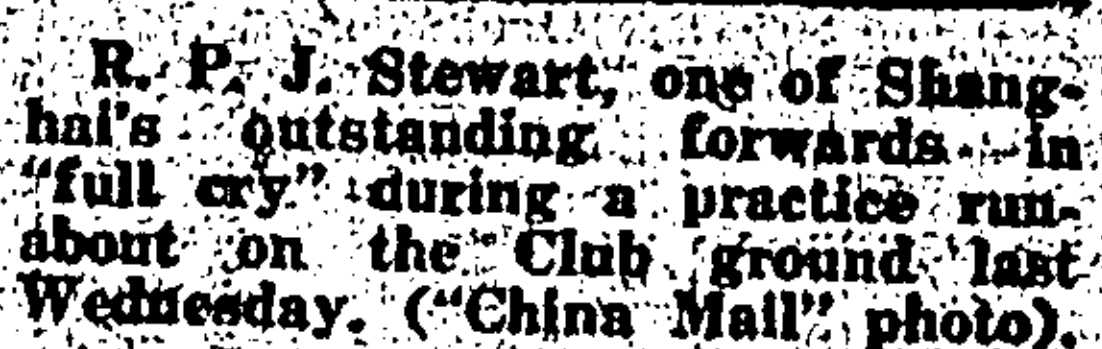 R. P. J. Stewart, one of Shang-
hai's outstanding forwards in
"full cry" during a practice run-
about on the Club ground last
Wednesday. ("China Mail" photo).